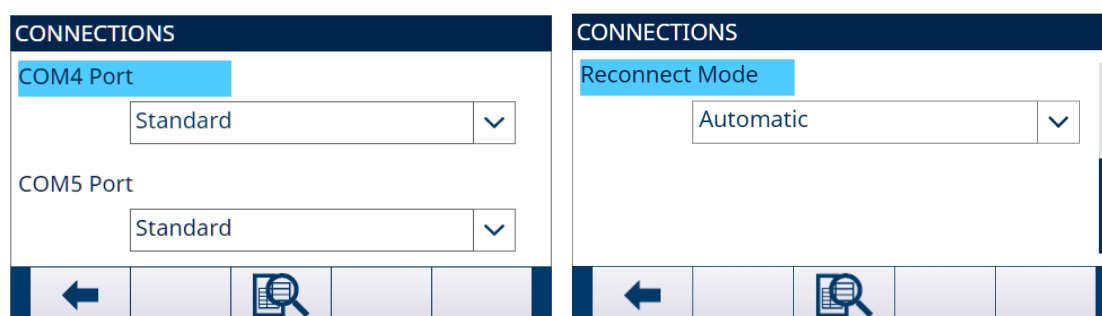 CONNECTIONS
COM4 Port
Standard
COM5 Port
Standard
CONNECTIONS
Reconnect Mode
Automatic